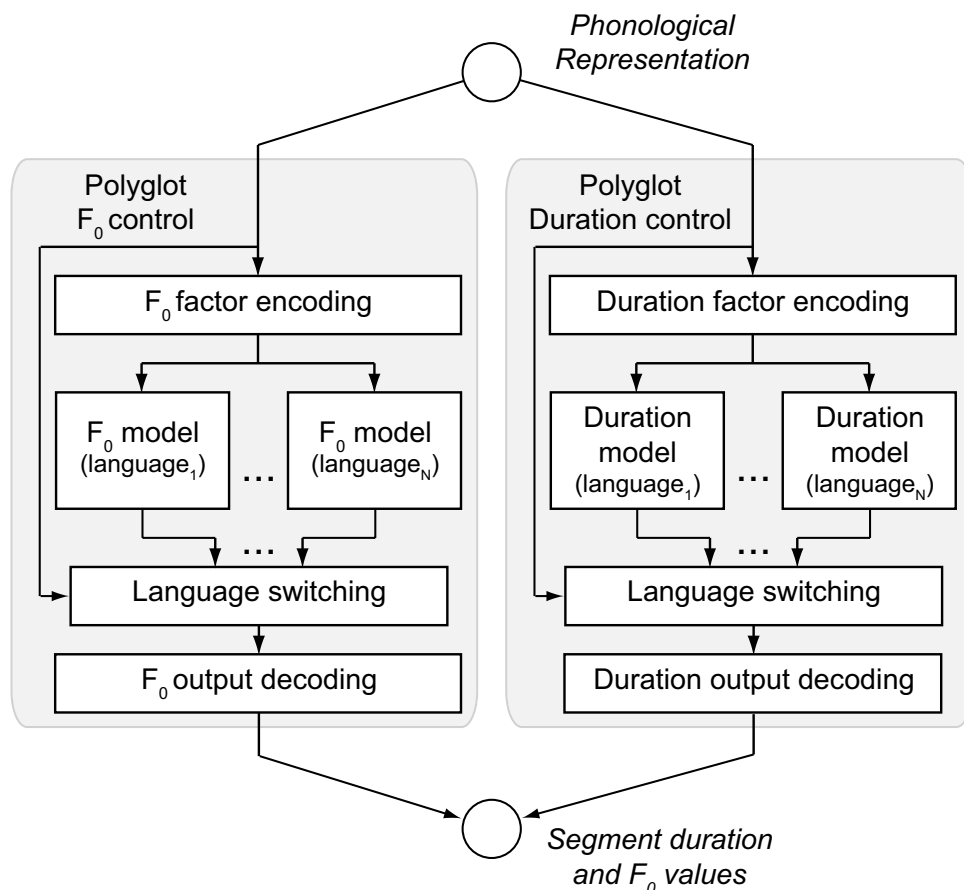 Phonological
Representation
Polyglot
F₀ control
F₀ factor encoding
F₀ model
(language₁)
...
F₀ model
(languageN)
...
Language switching
F₀ output decoding
Polyglot
Duration control
Duration factor encoding
Duration
model
(language₁)
...
Duration
model
(languageN)
...
Language switching
Duration output decoding
Segment duration
and F₀ values